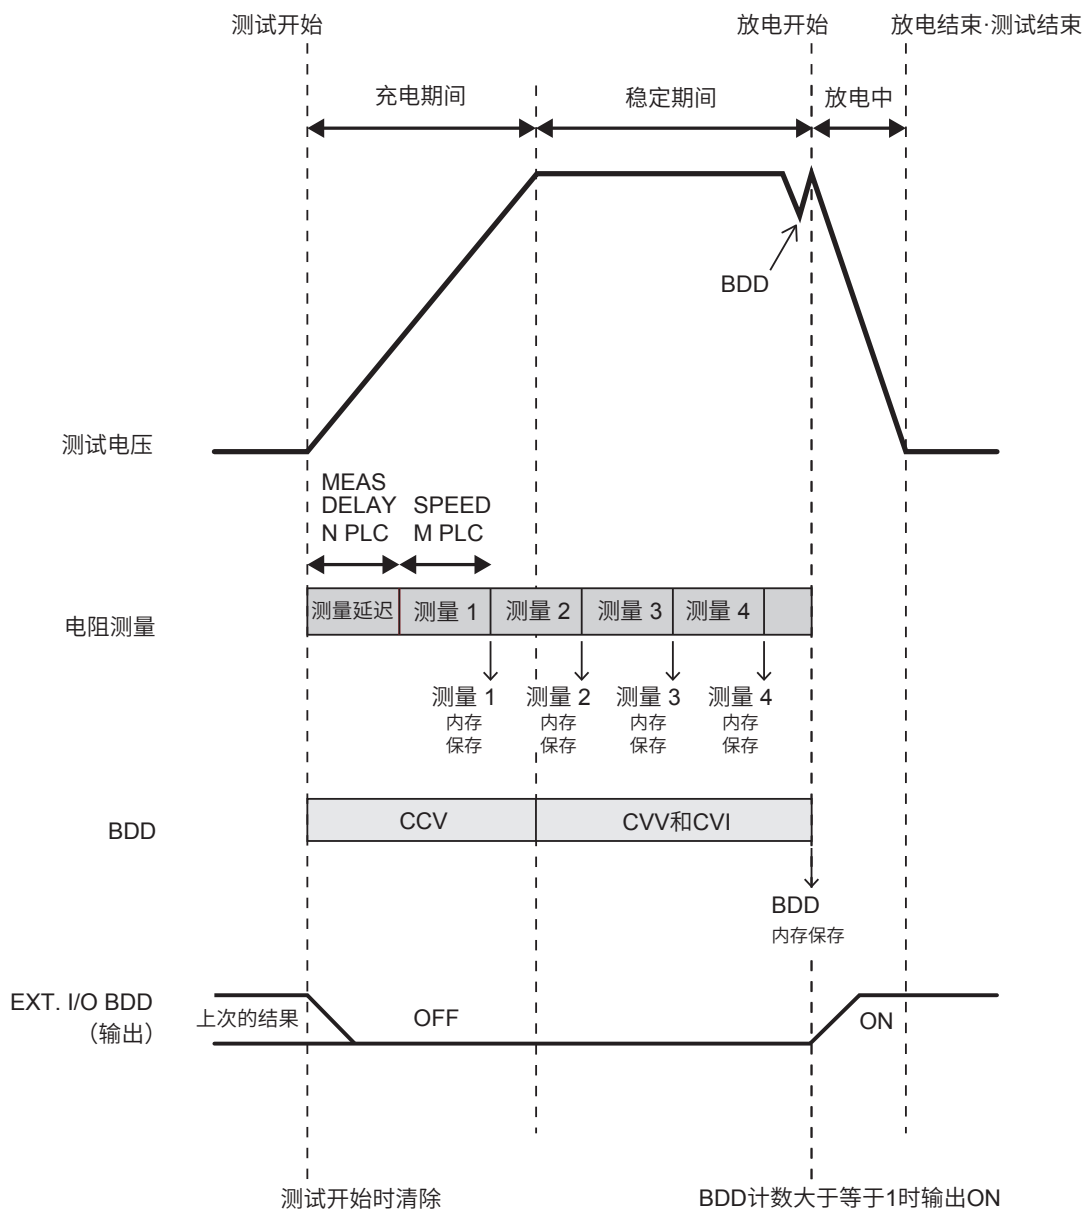 测试开始
放电开始
放电结束·测试结束
充电期间
稳定期间
放电中
BDD
测试电压
MEAS
DELAY
N PLC
SPEED
M PLC
电阻测量
测量延迟
测量 1
测量 2
测量 3
测量 4
测量 1
内存
保存
测量 2
内存
保存
测量 3
内存
保存
测量 4
内存
保存
BDD
CCV
CVV和CVI
BDD
内存保存
EXT. I/O BDD
（输出）
上次的结果
OFF
ON
测试开始时清除
BDD计数大于等于1时输出ON